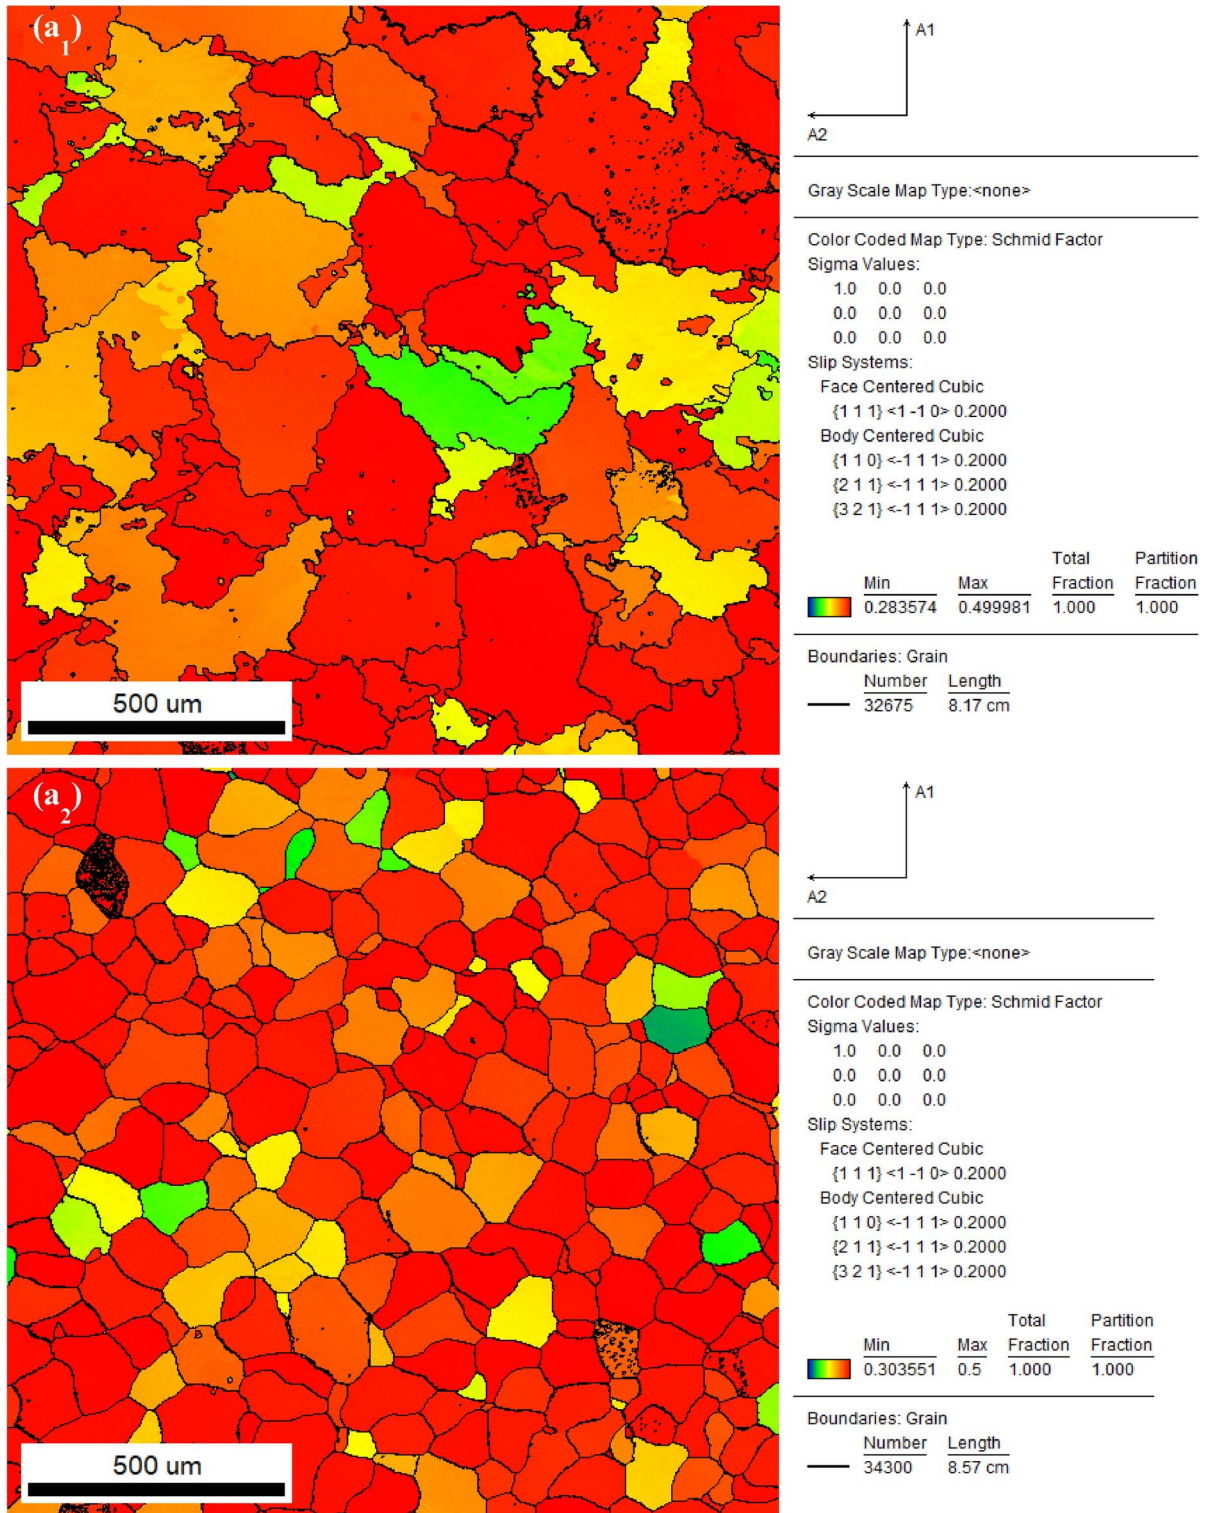 (a1)
A1
A2
Gray Scale Map Type:<none>
Color Coded Map Type: Schmid Factor
Sigma Values:
1.0 0.0 0.0
0.0 0.0 0.0
0.0 0.0 0.0
Slip Systems:
Face Centered Cubic
{1 1 1} <1 -1 0> 0.2000
Body Centered Cubic
{1 1 0} <-1 1 1> 0.2000
{2 1 1} <-1 1 1> 0.2000
{3 2 1} <-1 1 1> 0.2000
Total Partition
Min Max Fraction Fraction
0.283574 0.499981 1.000 1.000
Boundaries: Grain
Number Length
32675 8.17 cm
500 um
(a2)
A1
A2
Gray Scale Map Type:<none>
Color Coded Map Type: Schmid Factor
Sigma Values:
1.0 0.0 0.0
0.0 0.0 0.0
0.0 0.0 0.0
Slip Systems:
Face Centered Cubic
{1 1 1} <1 -1 0> 0.2000
Body Centered Cubic
{1 1 0} <-1 1 1> 0.2000
{2 1 1} <-1 1 1> 0.2000
{3 2 1} <-1 1 1> 0.2000
Total Partition
Min Max Fraction Fraction
0.303551 0.5 1.000 1.000
Boundaries: Grain
Number Length
34300 8.57 cm
500 um